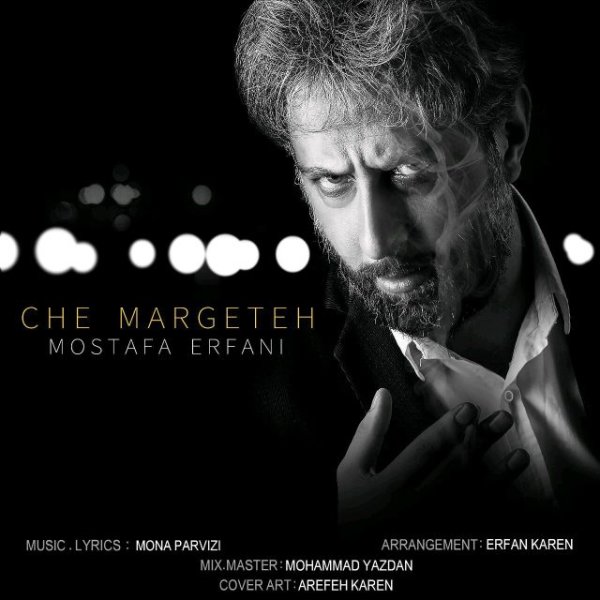 CHE MARGETEH
MOSTAFA ERFANI
MUSIC . LYRICS : MONA PARVIZI
ARRANGEMENT: ERFAN KAREN
MIX.MASTER: MOHAMMAD YAZDAN
COVER ART: AREFEH KAREN